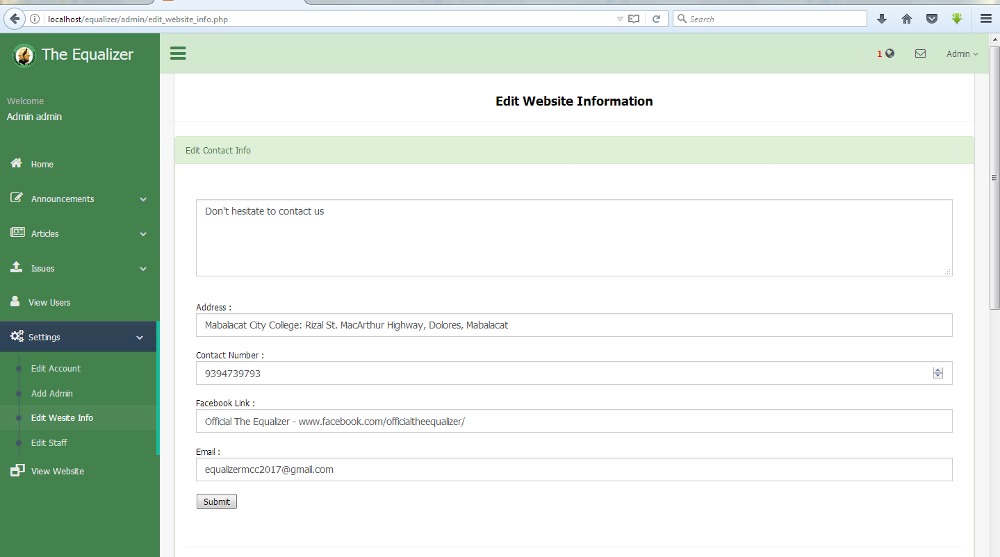 localhost/equalizer/admin/edit_website_info.php
Search
The Equalizer
1
Admin
Welcome
Admin admin
Home
Announcements
Articles
Issues
View Users
Settings
Edit Account
Add Admin
Edit Wesite Info
Edit Staff
View Website
Edit Website Information
Edit Contact Info
Don't hesitate to contact us
Address :
Mabalacat City College: Rizal St. MacArthur Highway, Dolores, Mabalacat
Contact Number :
9394739793
Facebook Link :
Official The Equalizer - www.facebook.com/officialtheequalizer/
Email :
equalizermcc2017@gmail.com
Submit